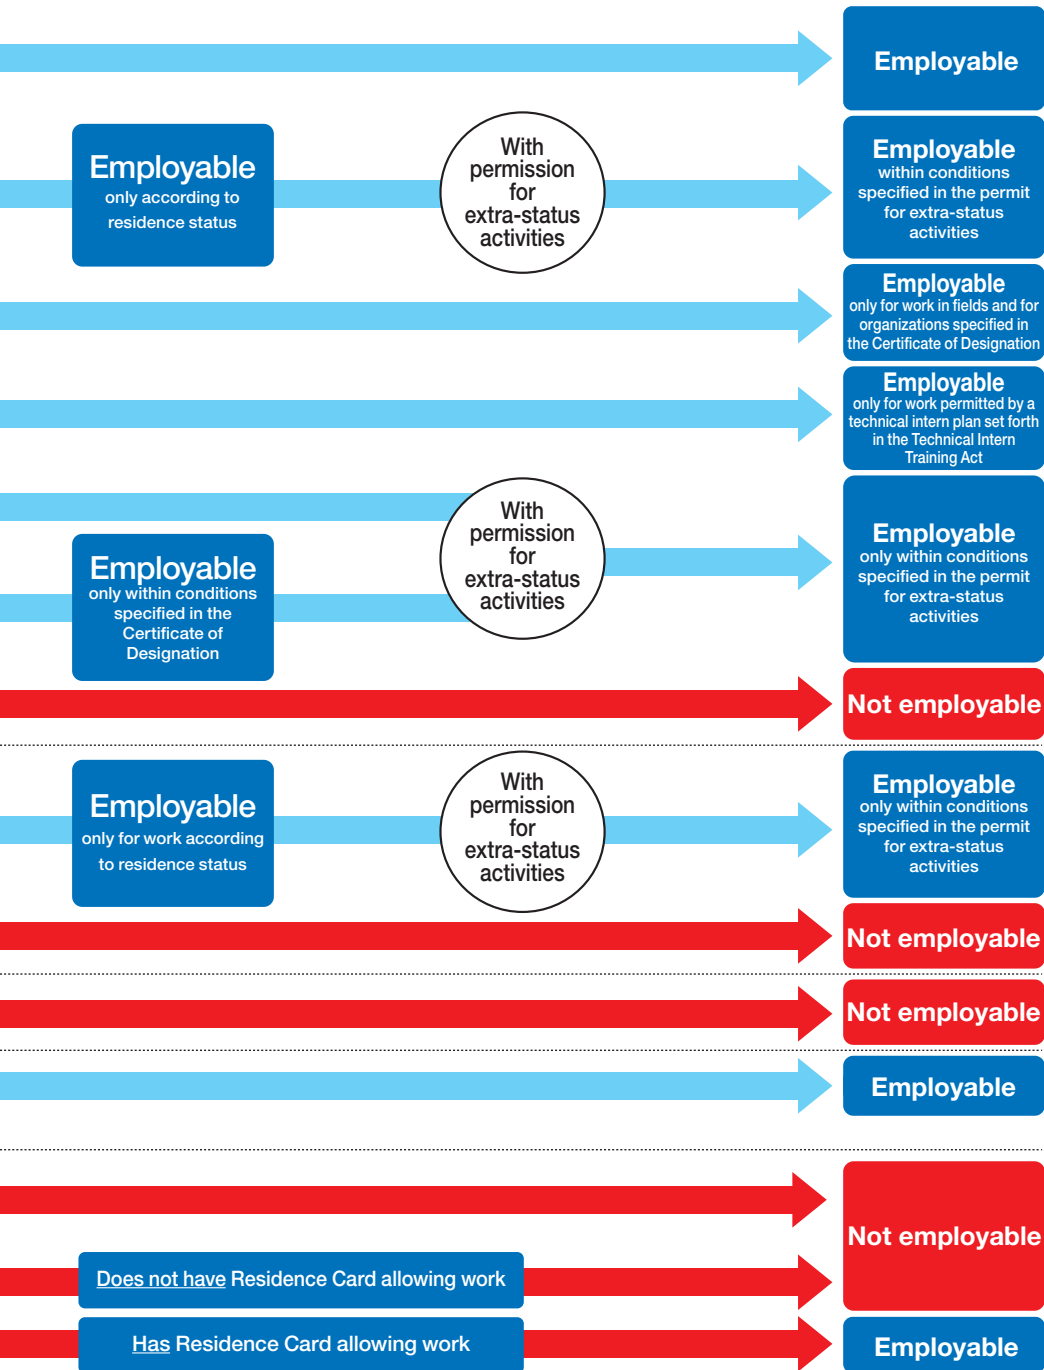 Employable
Employable
only according to
residence status
With
permission
for
extra-status
activities
Employable
within conditions
specified in the permit
for extra-status
activities
Employable
only for work in fields and for
organizations specified in
the Certificate of Designation
Employable
only for work permitted by a
technical intern plan set forth
in the Technical Intern
Training Act
Employable
only within conditions
specified in the
Certificate of
Designation
With
permission
for
extra-status
activities
Employable
only within conditions
specified in the permit
for extra-status
activities
Not employable
Employable
only for work according
to residence status
With
permission
for
extra-status
activities
Employable
only within conditions
specified in the permit
for extra-status
activities
Not employable
Not employable
Employable
Not employable
Does not have Residence Card allowing work
Has Residence Card allowing work
Employable